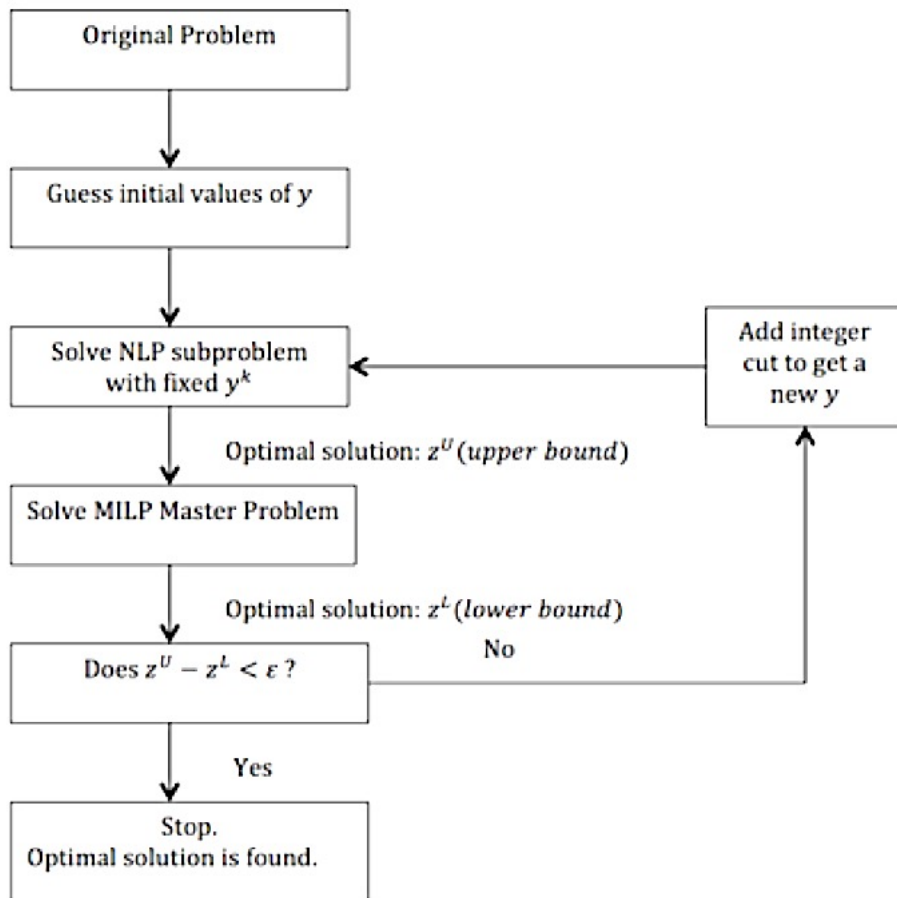 Original Problem
Guess initial values of y
Solve NLP subproblem
with fixed y^k
Optimal solution: z^U (upper bound)
Solve MILP Master Problem
Optimal solution: z^L (lower bound)
Does z^U − z^L < ε ?
No
Add integer
cut to get a
new y
Yes
Stop.
Optimal solution is found.